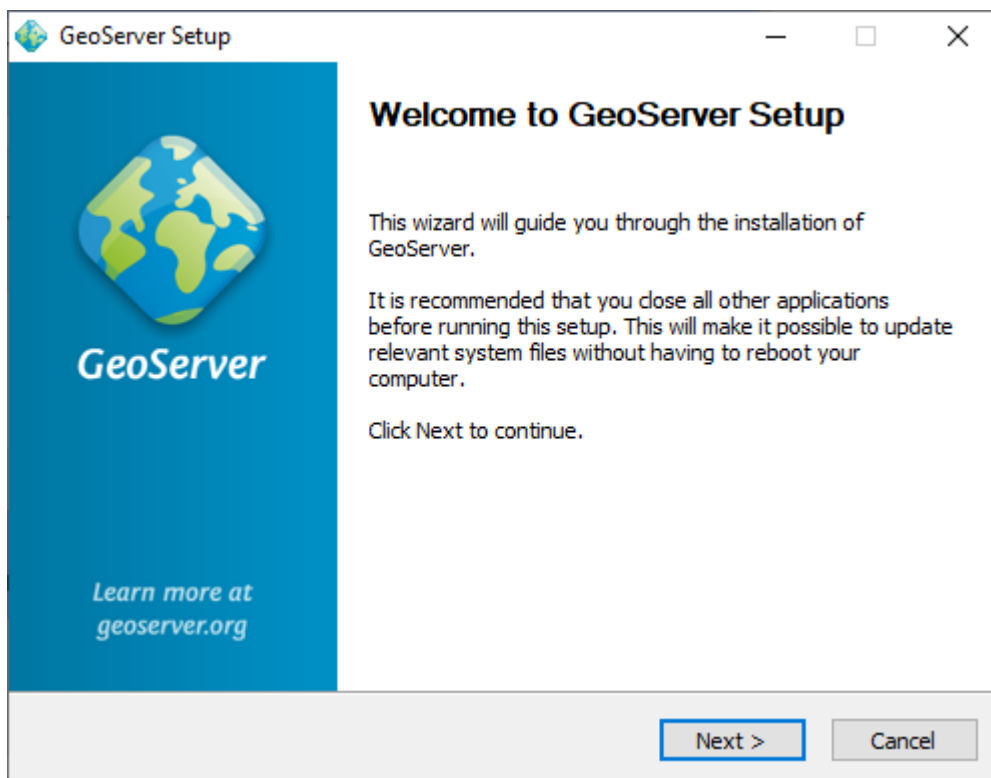 GeoServer Setup
Welcome to GeoServer Setup
This wizard will guide you through the installation of
GeoServer.
It is recommended that you close all other applications
before running this setup. This will make it possible to update
relevant system files without having to reboot your
computer.
Click Next to continue.
GeoServer
Learn more at
geoserver.org
Next >
Cancel